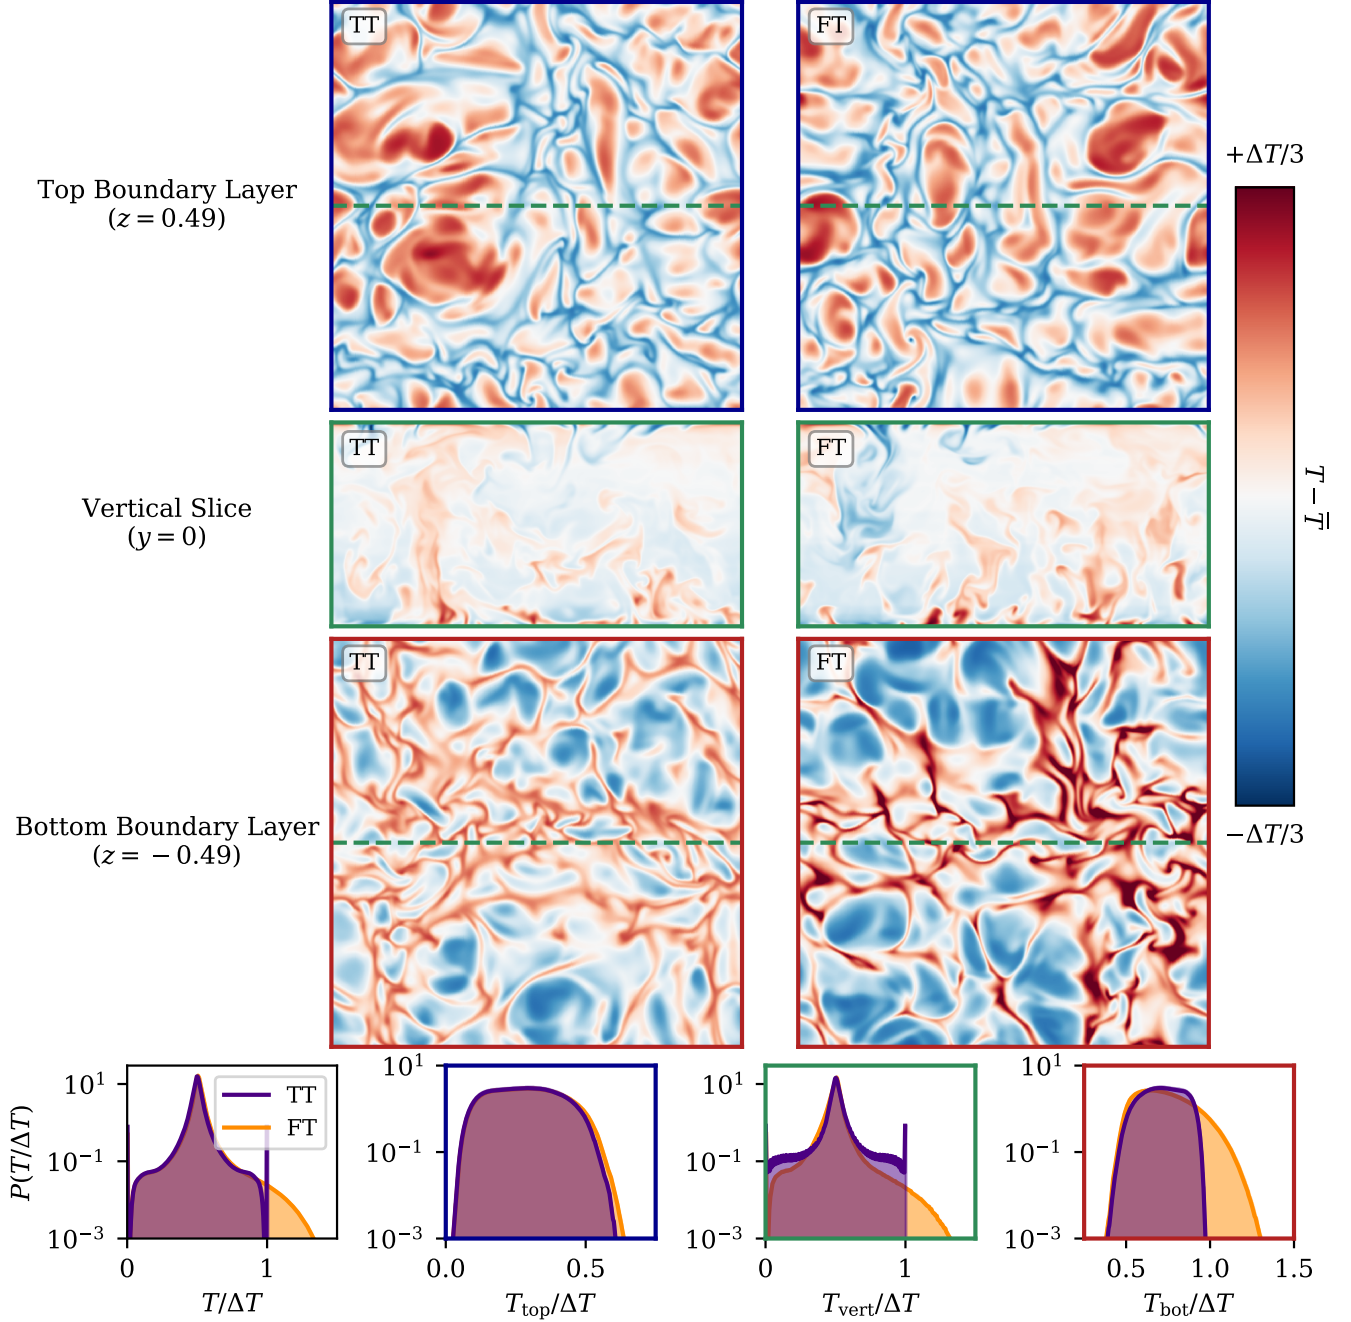 TT
FT
+ΔT/3
Top Boundary Layer
(z = 0.49)
TT
FT
Vertical Slice
(y = 0)
T − T̅
TT
FT
Bottom Boundary Layer
(z = −0.49)
−ΔT/3
P(T/ΔT)
10¹
10⁻¹
10⁻³
TT
FT
0
1
T/ΔT
10¹
10⁻¹
10⁻³
0.0
0.5
T_top/ΔT
10¹
10⁻¹
10⁻³
0
1
T_vert/ΔT
10¹
10⁻¹
10⁻³
0.5
1.0
1.5
T_bot/ΔT